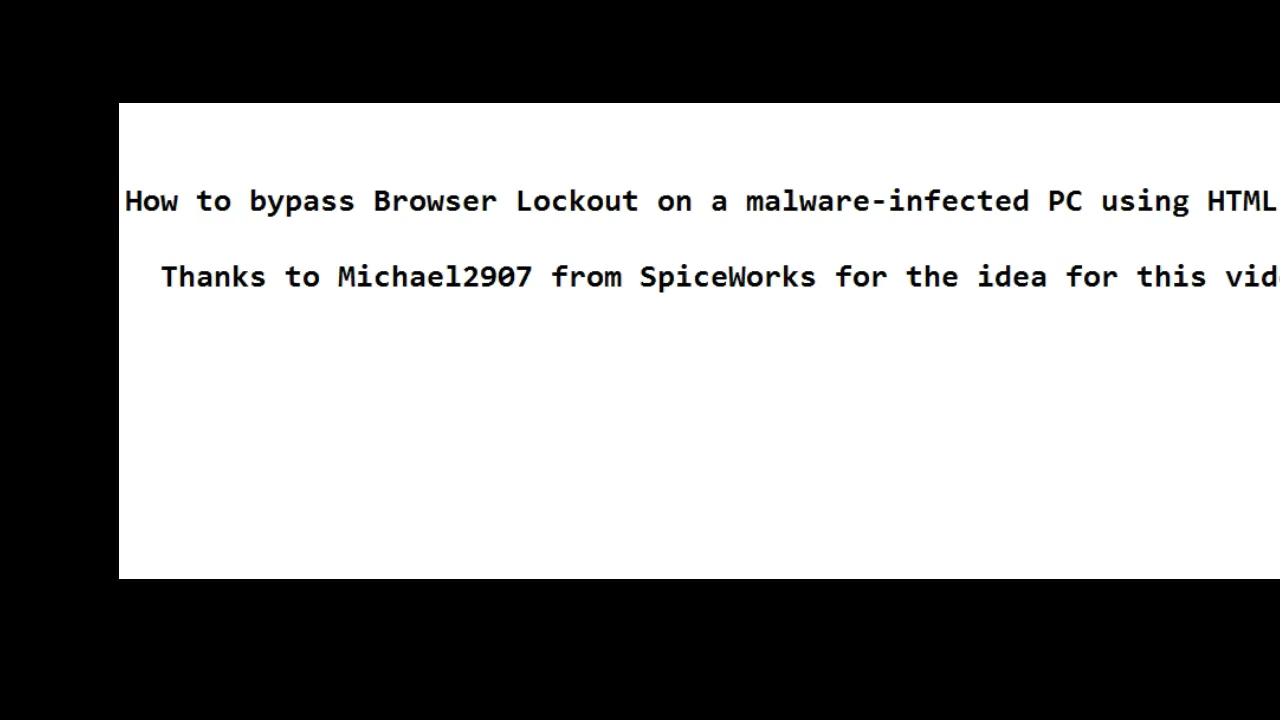 How to bypass Browser Lockout on a malware-infected PC using HTML
Thanks to Michael2907 from SpiceWorks for the idea for this